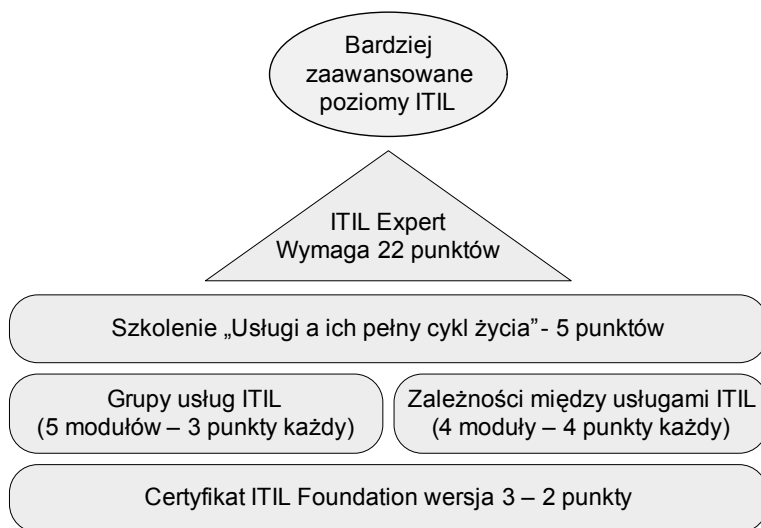 Bardziej
zaawansowane
poziomy ITIL
ITIL Expert
Wymaga 22 punktów
Szkolenie „Usługi a ich pełny cykl życia”- 5 punktów
Grupy usług ITIL
(5 modułów – 3 punkty każdy)
Zależności między usługami ITIL
(4 moduły – 4 punkty każdy)
Certyfikat ITIL Foundation wersja 3 – 2 punkty